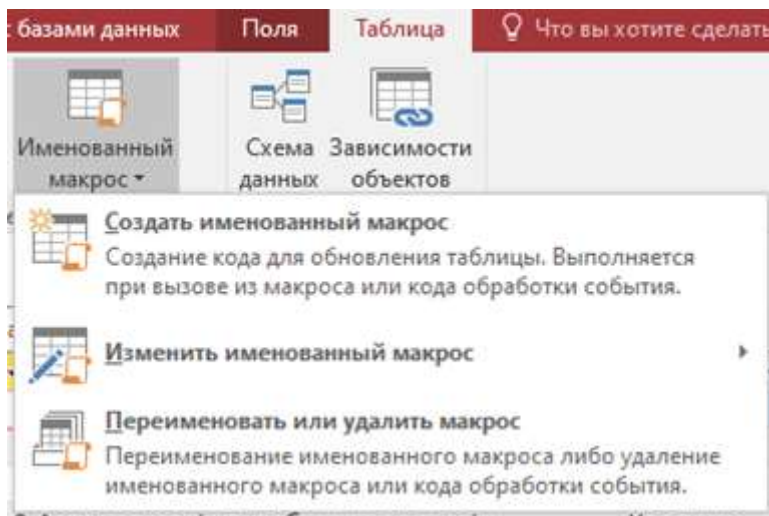 с базами данных Поля Таблица Что вы хотите сделать
Именованный макрос
Схема данных
Зависимости объектов
Создать именованный макрос
Создание кода для обновления таблицы. Выполняется
при вызове из макроса или кода обработки события.
Изменить именованный макрос
Переименовать или удалить макрос
Переименование именованного макроса либо удаление
именованного макроса или кода обработки события.